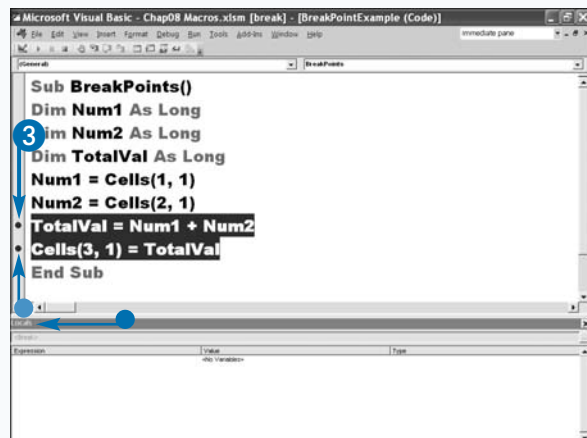 Microsoft Visual Basic - Chap08 Macros.xlsm [break] - [BreakPointExample (Code)]
File Edit View Insert Format Debug Run Tools Add-Ins Window Help
immediate pane
(General)
BreakPoints
Sub BreakPoints()
Dim Num1 As Long
3
Dim Num2 As Long
Dim TotalVal As Long
Num1 = Cells(1, 1)
Num2 = Cells(2, 1)
TotalVal = Num1 + Num2
Cells(3, 1) = TotalVal
End Sub
Locals
<Break>
Expression Value Type
<No Variables>